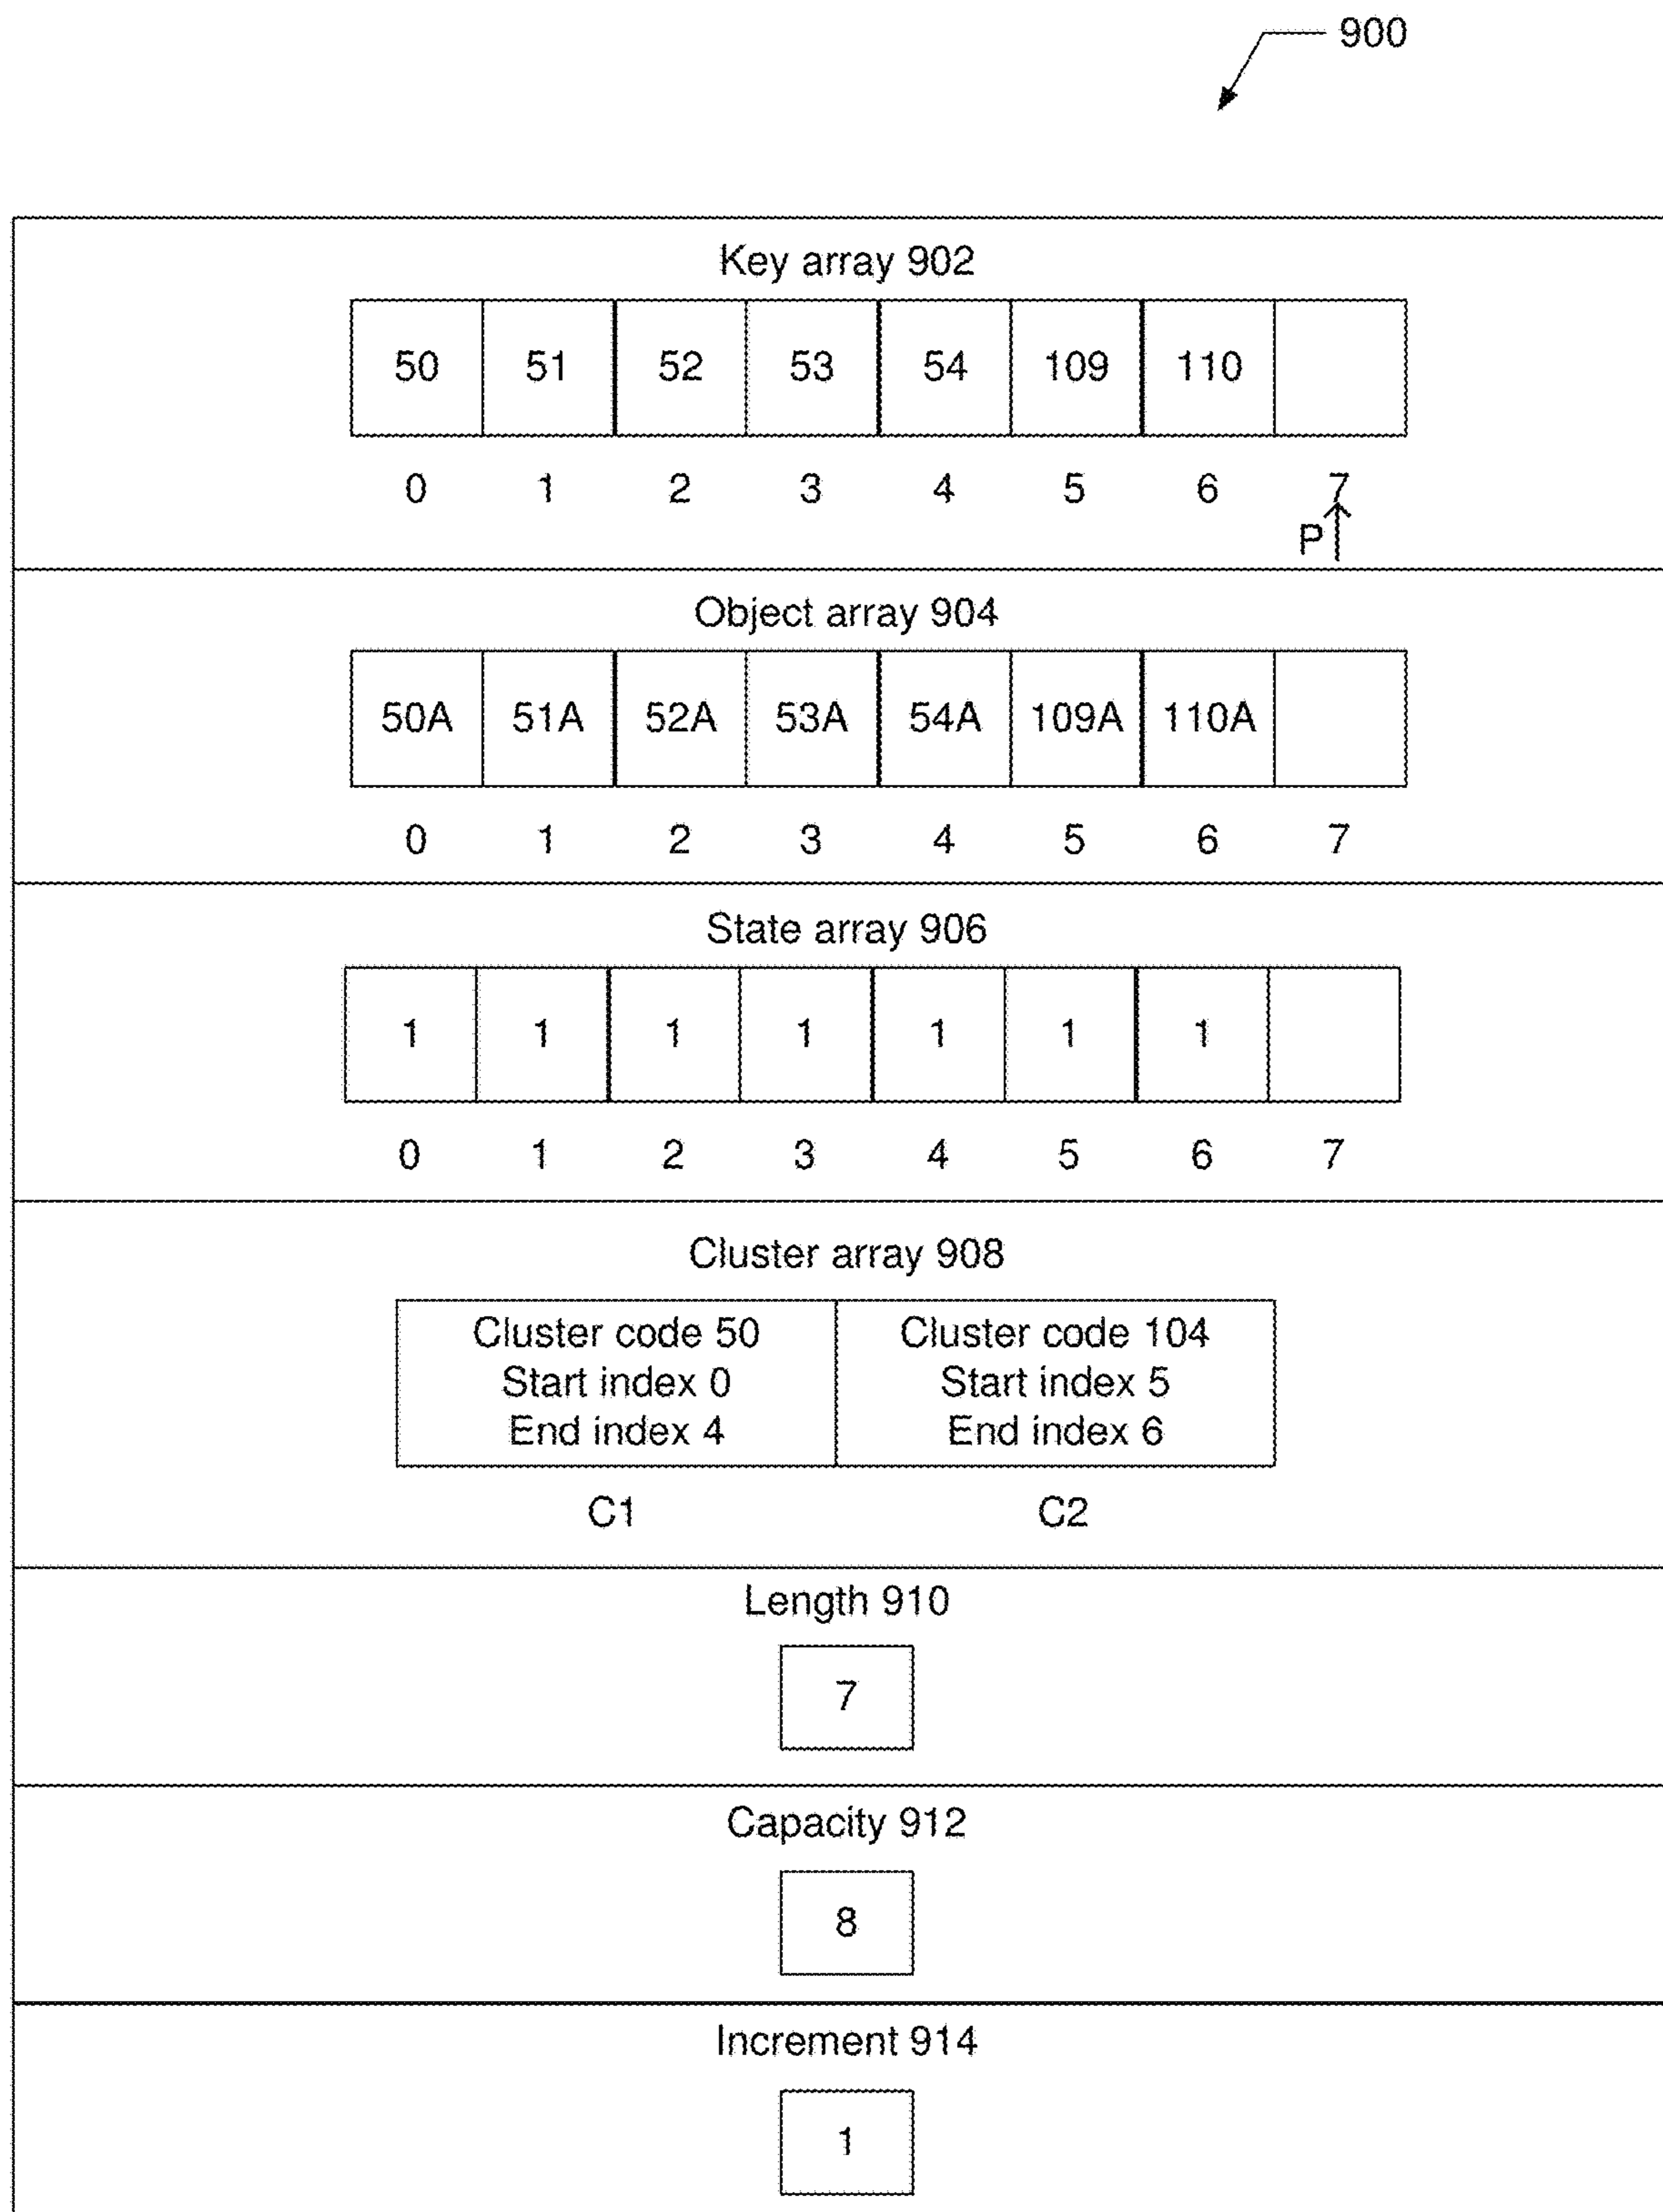 900
Key array 902
50 51 52 53 54 109 110
0 1 2 3 4 5 6 7
P
Object array 904
50A 51A 52A 53A 54A 109A 110A
0 1 2 3 4 5 6 7
State array 906
1 1 1 1 1 1 1
0 1 2 3 4 5 6 7
Cluster array 908
Cluster code 50 Cluster code 104
Start index 0 Start index 5
End index 4 End index 6
C1 C2
Length 910
7
Capacity 912
8
Increment 914
1